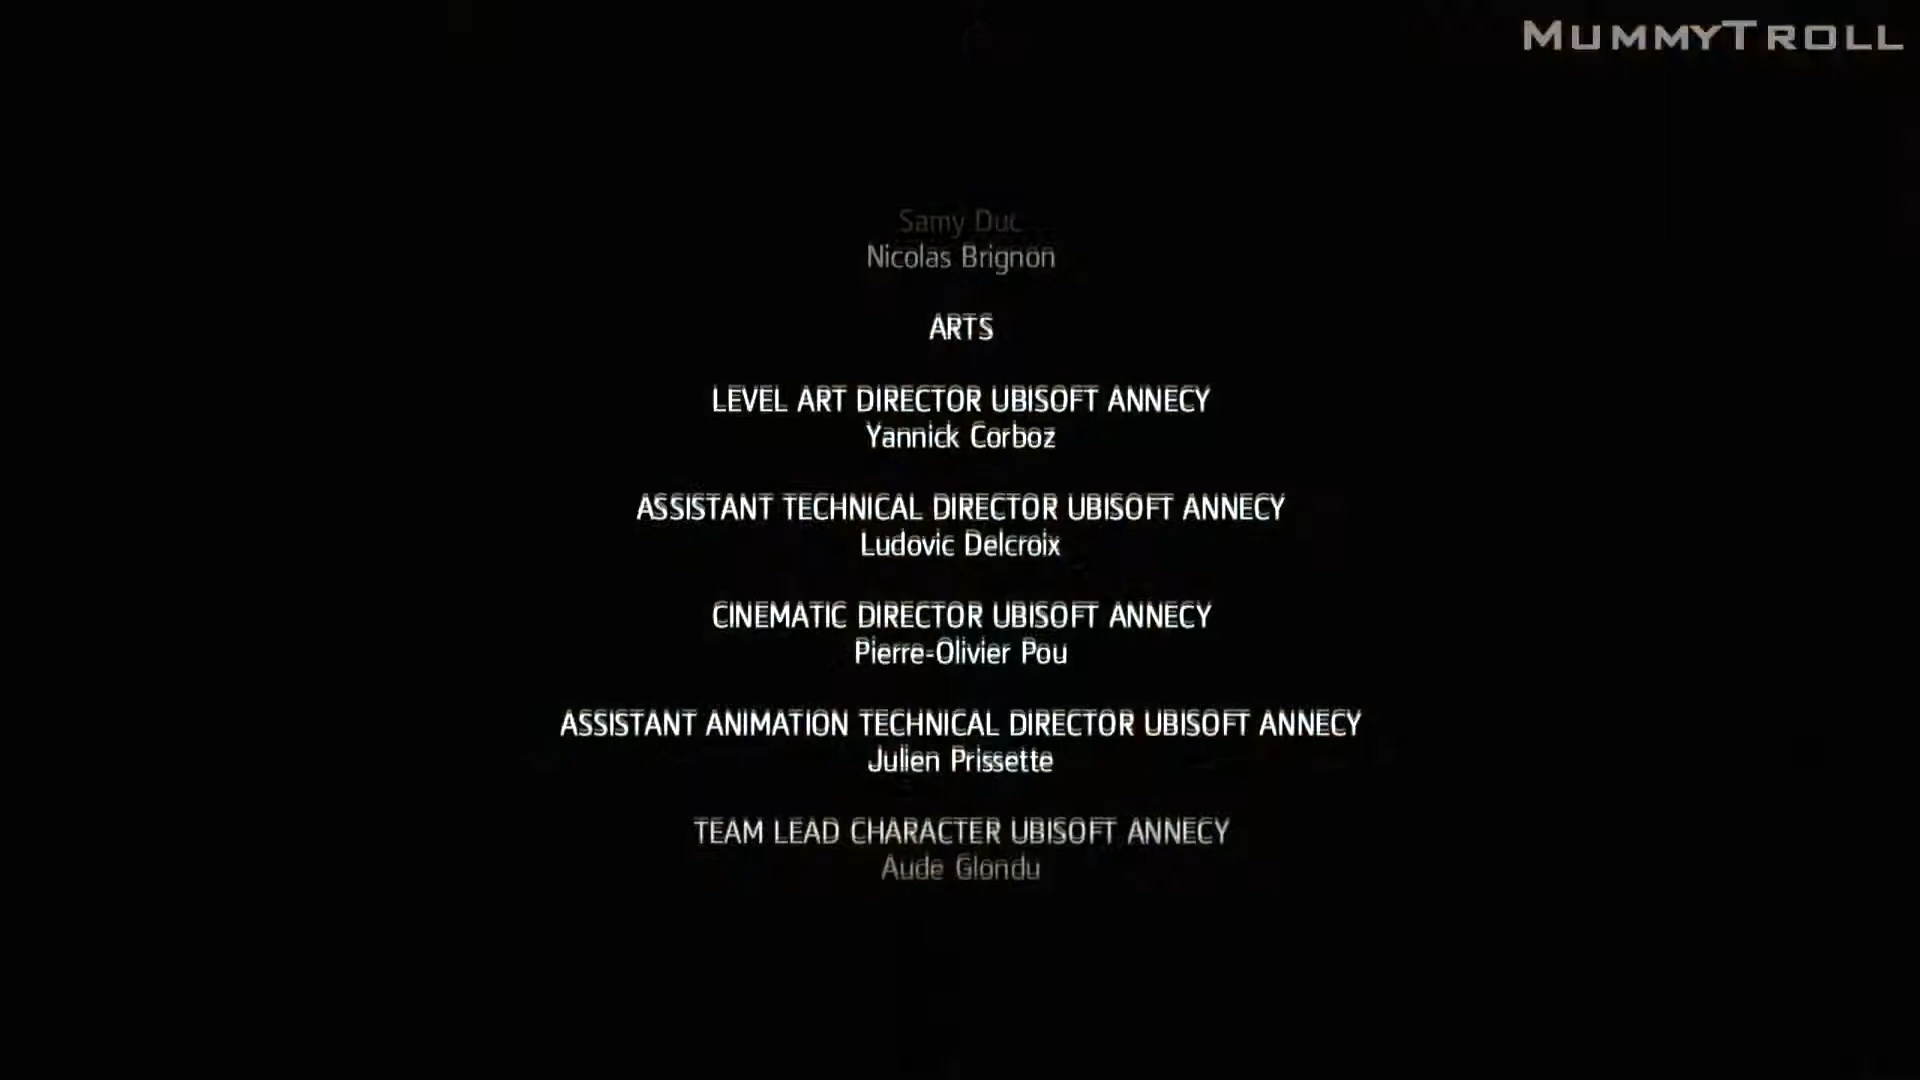 MUMMYTROLL
Samy Duc
Nicolas Brignon
ARTS
LEVEL ART DIRECTOR UBISOFT ANNECY
Yannick Corboz
ASSISTANT TECHNICAL DIRECTOR UBISOFT ANNECY
Ludovic Delcroix
CINEMATIC DIRECTOR UBISOFT ANNECY
Pierre-Olivier Pou
ASSISTANT ANIMATION TECHNICAL DIRECTOR UBISOFT ANNECY
Julien Prissette
TEAM LEAD CHARACTER UBISOFT ANNECY
Aude Glondu